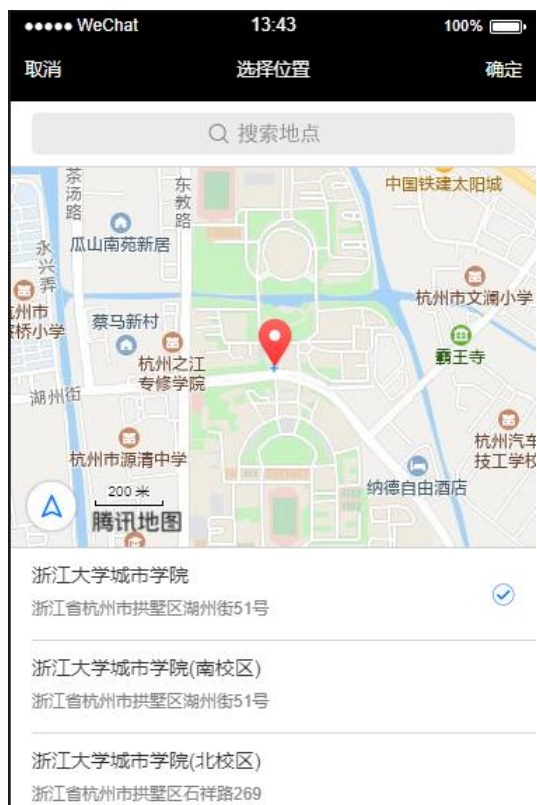 ●●●●● WeChat 13:43 100%
取消 选择位置 确定
搜索地点
中国铁建太阳城
茶汤路
东教路
瓜山南苑新居
永兴弄
杭州市文澜小学
州市
桥小学
蔡马新村
霸王寺
杭州之江
专修学院
湖州街
杭州汽车
技工学校
杭州市源清中学
纳德自由酒店
200 米
腾讯地图
浙江大学城市学院
浙江省杭州市拱墅区湖州街51号
浙江大学城市学院(南校区)
浙江省杭州市拱墅区湖州街51号
浙江大学城市学院(北校区)
浙江省杭州市拱墅区石祥路269